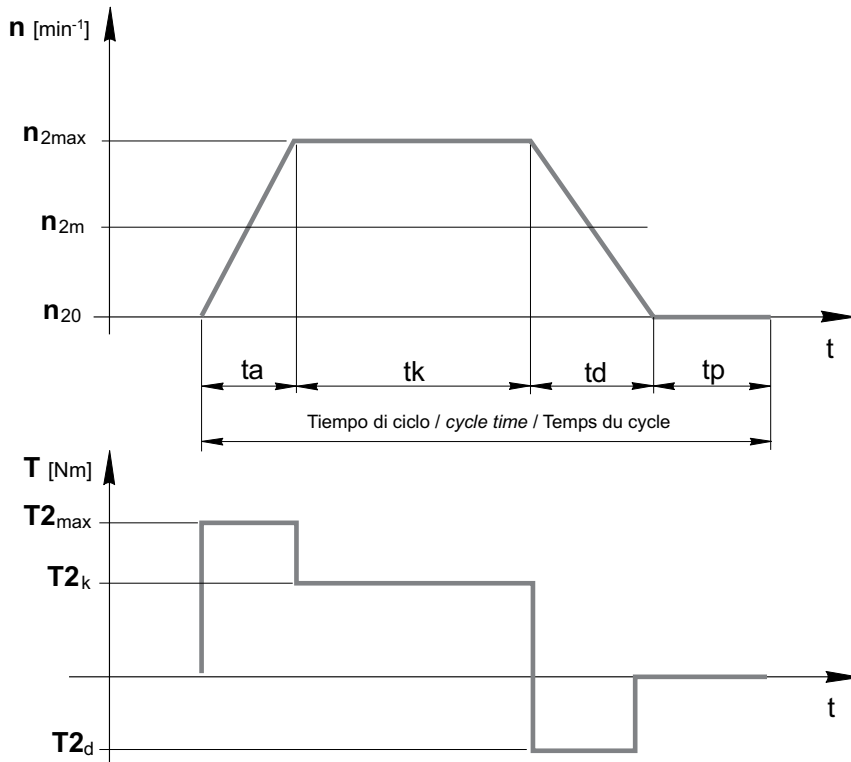 n [min-1]
n2max
n2m
n20
t
ta tk td tp
Tiempo di ciclo / cycle time / Temps du cycle
T [Nm]
T2max
T2k
t
T2d